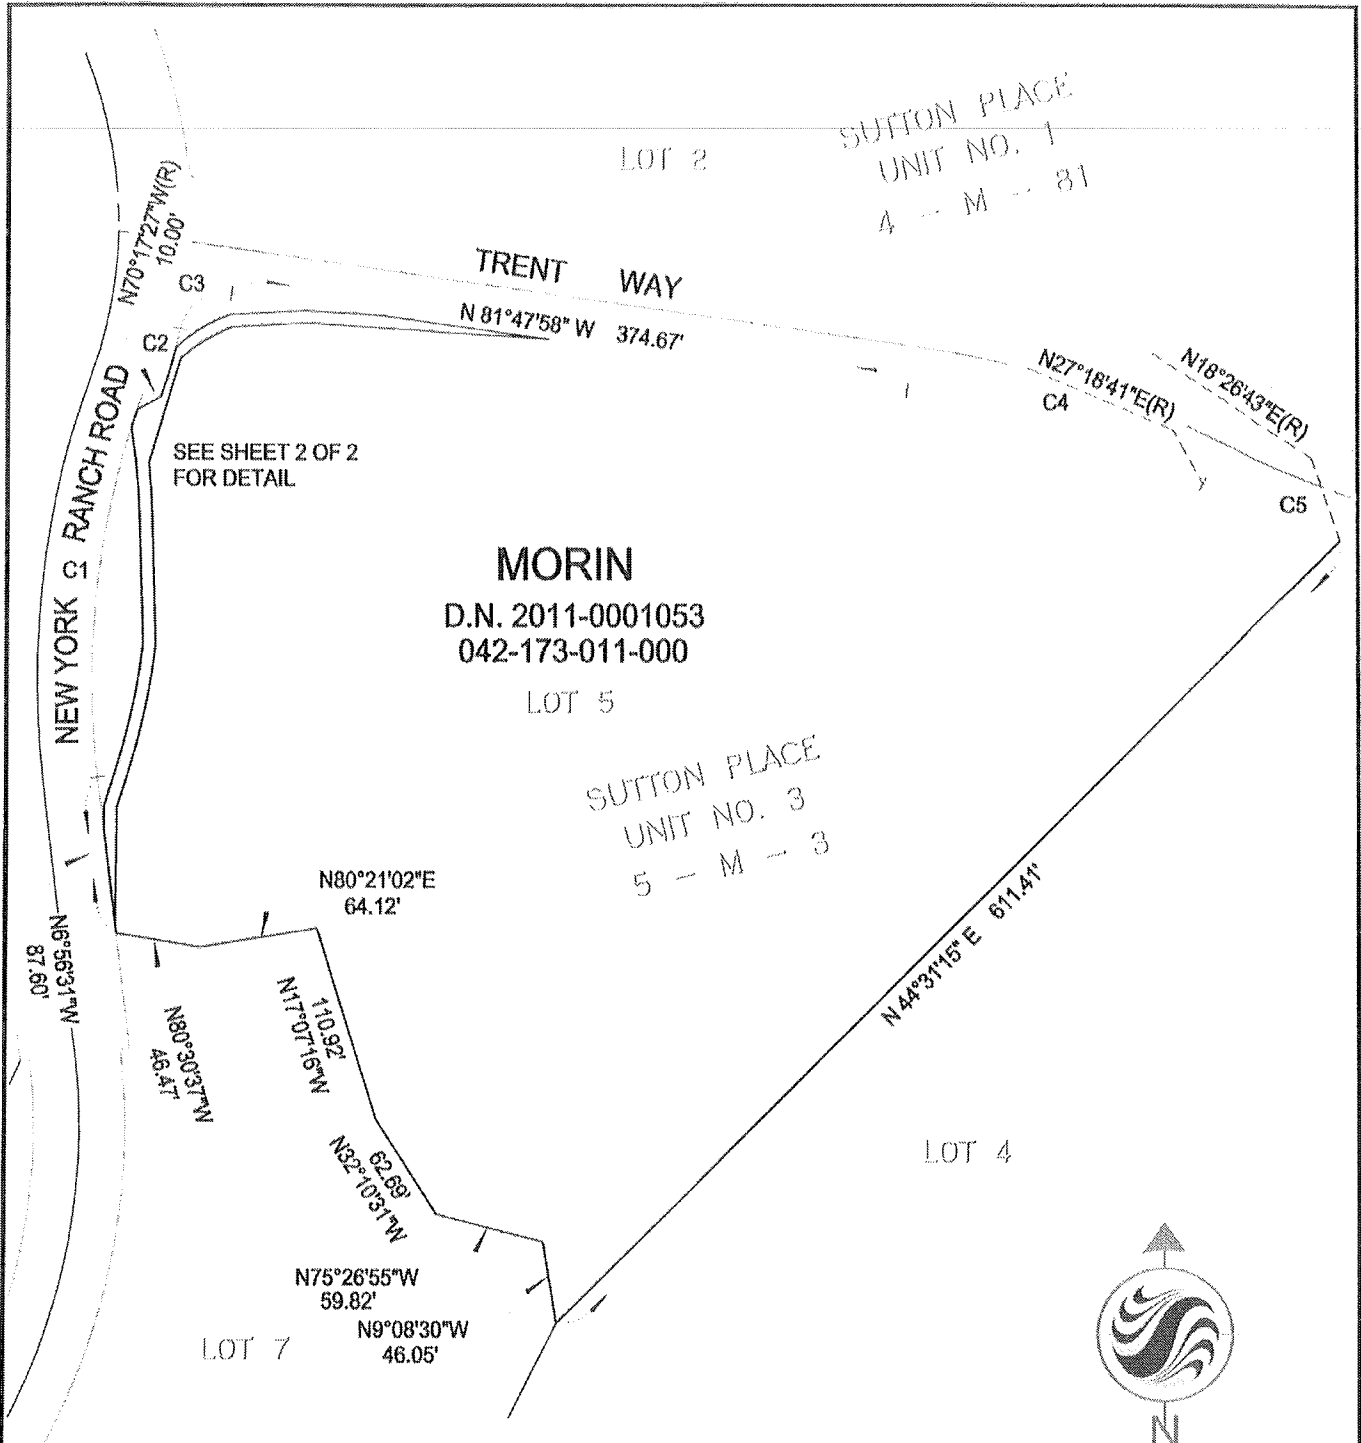 SUTTON PLACE
UNIT NO. 1
4 -- M -- 81
LOT 2
N70°17'27"W(R)
10.00'
TRENT WAY
C3
N 81°47'58" W 374.67'
C2
N27°18'41"E(R)
N18°26'43"E(R)
C4
C5
SEE SHEET 2 OF 2
FOR DETAIL
NEW YORK RANCH ROAD
C1
MORIN
D.N. 2011-0001053
042-173-011-000
LOT 5
SUTTON PLACE
UNIT NO. 3
5 - M - 3
N80°21'02"E
64.12'
N 44°31'15" E 611.41'
N6°56'31"W
87.60'
N80°30'37"W
46.47'
110.92'
N17°07'16"W
62.69'
N32°10'31"W
LOT 4
N75°26'55"W
59.82'
N9°08'30"W
46.05'
LOT 7
N